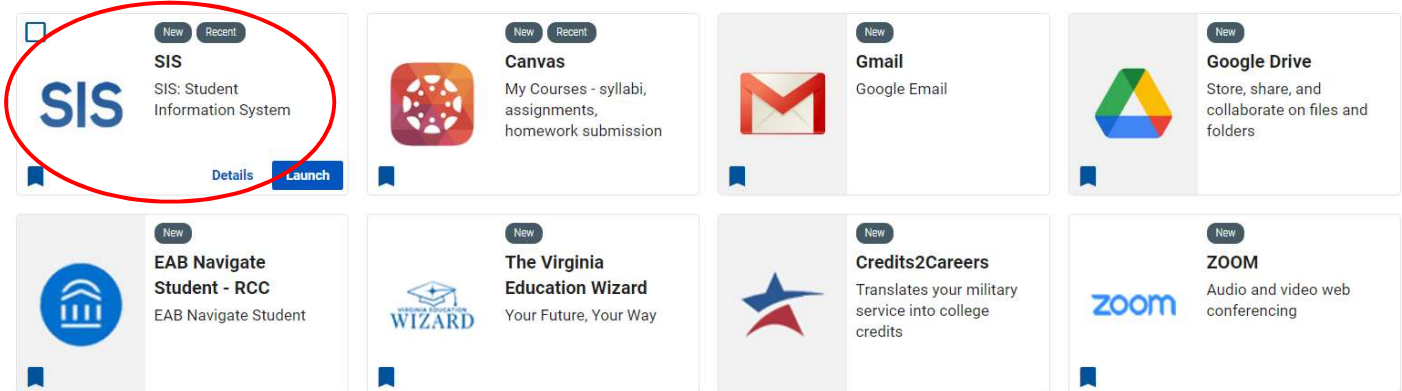 New Recent
SIS
SIS
SIS: Student
Information System
Details Launch
New Recent
Canvas
My Courses - syllabi,
assignments,
homework submission
New
Gmail
Google Email
New
Google Drive
Store, share, and
collaborate on files and
folders
New
EAB Navigate
Student - RCC
EAB Navigate Student
VIRGINIA EDUCATION
WIZARD
New
The Virginia
Education Wizard
Your Future, Your Way
New
Credits2Careers
Translates your military
service into college
credits
zoom
New
ZOOM
Audio and video web
conferencing